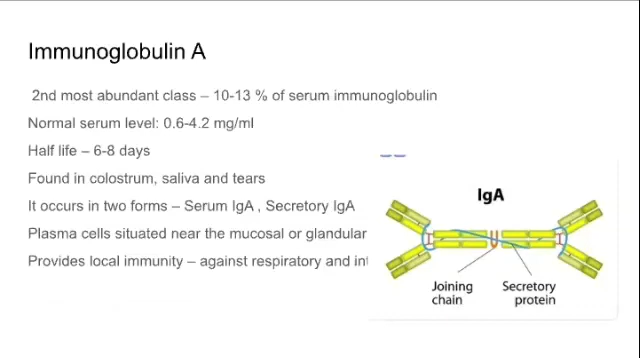 Immunoglobulin A
2nd most abundant class – 10-13 % of serum immunoglobulin
Normal serum level: 0.6-4.2 mg/ml
Half life – 6-8 days
Found in colostrum, saliva and tears
It occurs in two forms – Serum IgA , Secretory IgA
Plasma cells situated near the mucosal or glandular
Provides local immunity – against respiratory and
IgA
Joining
chain
Secretory
protein